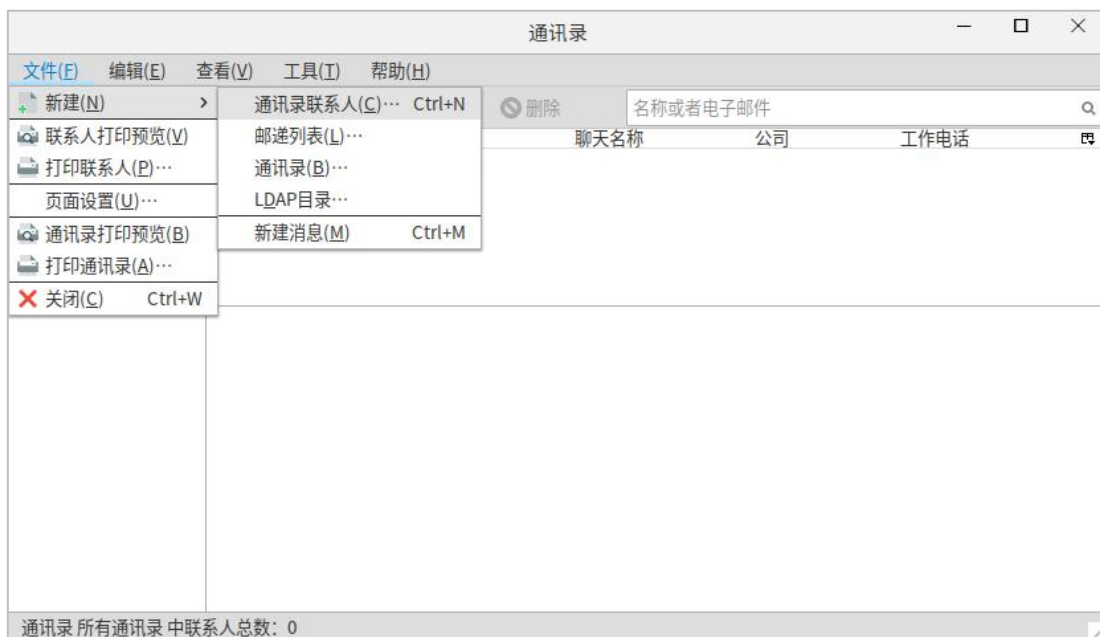 通讯录
文件(F) 编辑(E) 查看(V) 工具(T) 帮助(H)
新建(N)
联系人打印预览(V)
打印联系人(P)…
页面设置(U)…
通讯录打印预览(B)
打印通讯录(A)…
关闭(C) Ctrl+W
通讯录联系人(C)… Ctrl+N
邮递列表(L)…
通讯录(B)…
LDAP目录…
新建消息(M) Ctrl+M
删除 名称或者电子邮件
聊天名称 公司 工作电话
通讯录 所有通讯录 中联系人总数：0